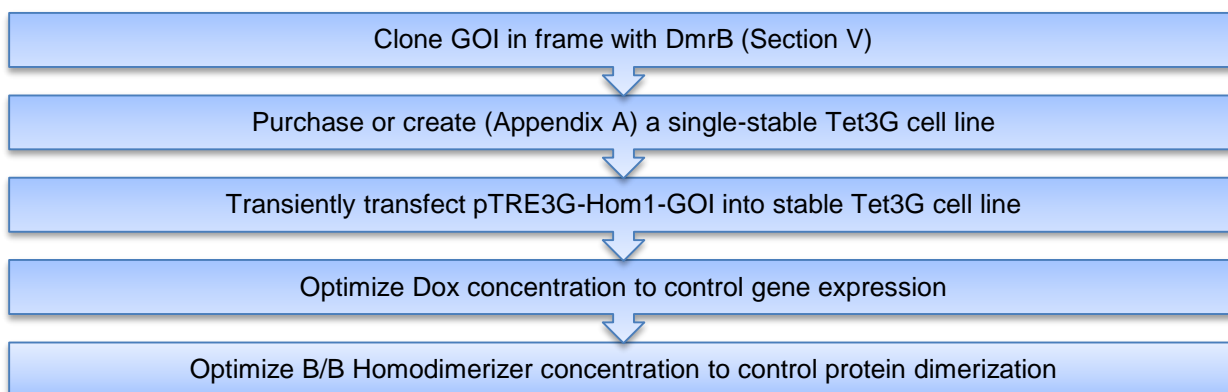 Clone GOI in frame with DmrB (Section V)
Purchase or create (Appendix A) a single-stable Tet3G cell line
Transiently transfect pTRE3G-Hom1-GOI into stable Tet3G cell line
Optimize Dox concentration to control gene expression
Optimize B/B Homodimerizer concentration to control protein dimerization